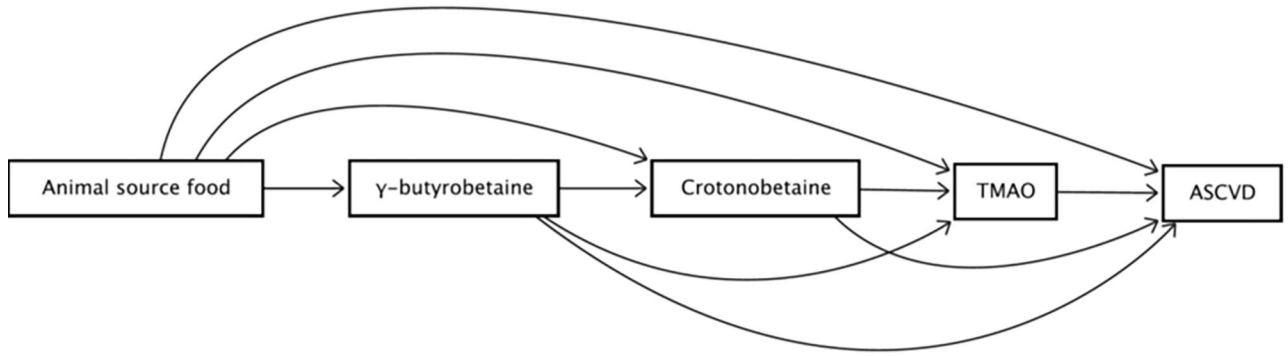 Animal source food
γ-butyrobetaine
Crotonobetaine
TMAO
ASCVD